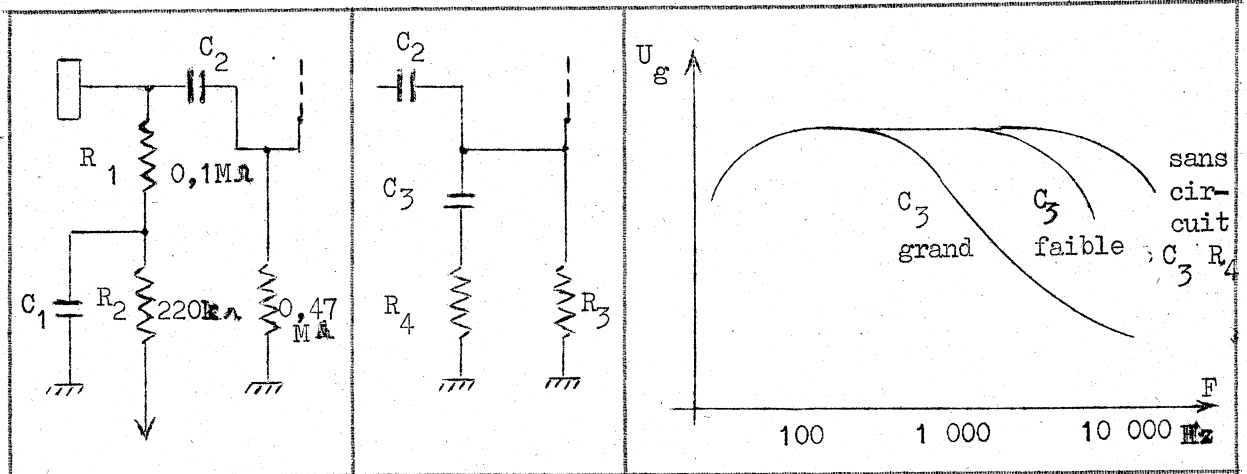 C2
R1 0,1MΩ
C1
R2 220kΩ
0,47
MΩ
C2
C3
R4
R3
Ug
sans
cir-
cuit
C3 R4
C3
grand
C3
faible
F
100 1 000 10 000 Hz